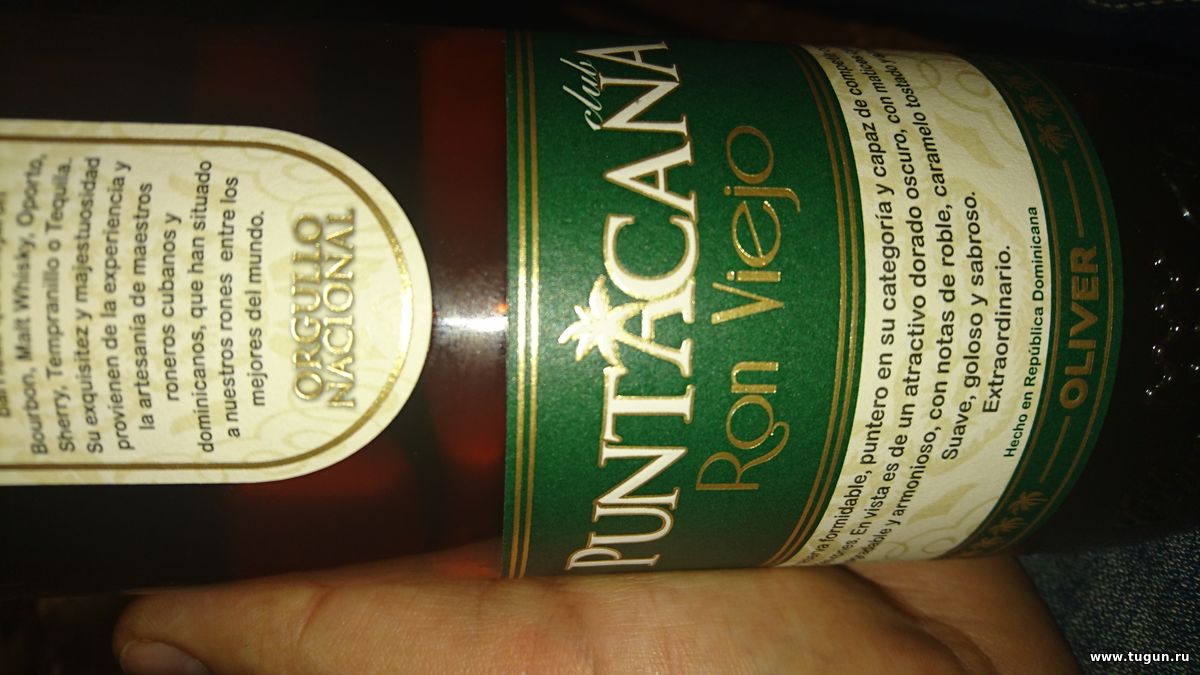 Bourbon, Malt Whisky, Oporto,
Sherry, Tempranillo o Tequila.
Su exquisitez y majestuosidad
provienen de la experiencia y
la artesanía de maestros
roneros cubanos y
dominicanos, que han situado
a nuestros rones entre los
mejores del mundo.
ORGULLO
NACIONAL
club
PUNTACANA
Ron Viejo
formidable, puntero en su categoría y capaz de
En vista es de un atractivo dorado oscuro, con
y armonioso, con notas de roble, caramelo tostado y
Suave, goloso y sabroso.
Extraordinario.
Hecho en República Dominicana
OLIVER
www.tugun.ru